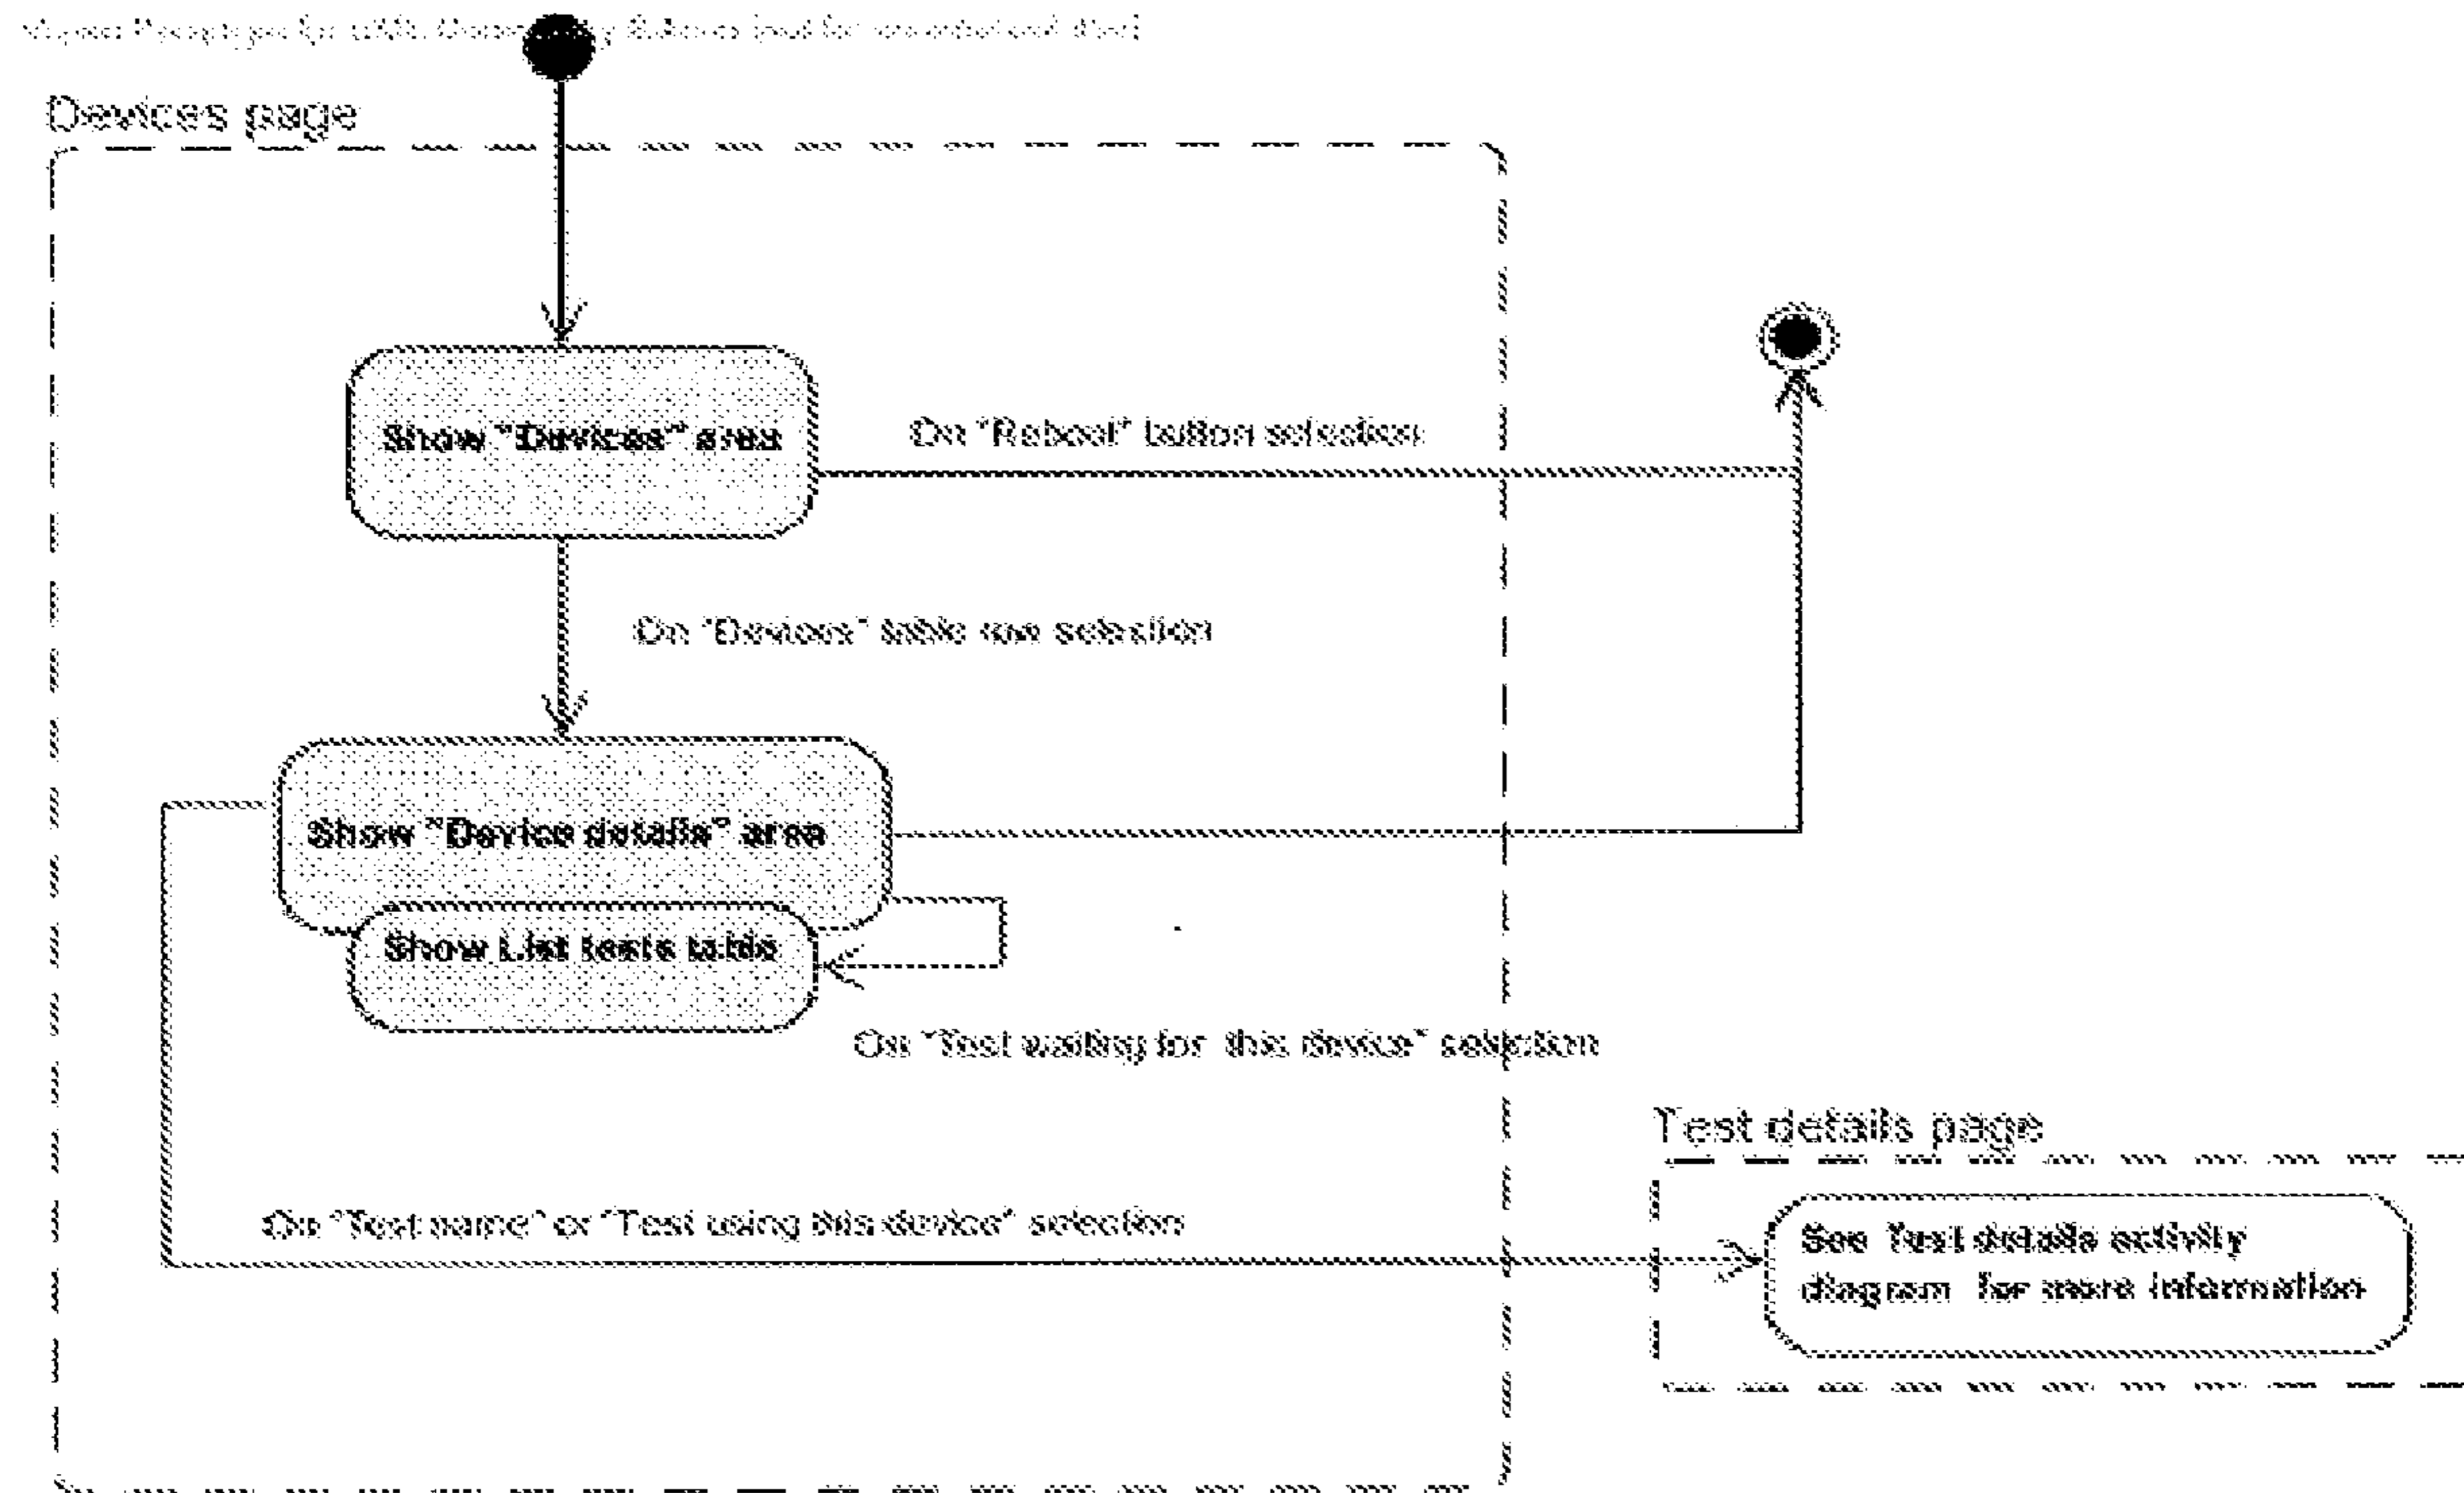 for UML
Devices page
Show "Devices" area
On "Reboot" button selection
On "Devices" table row selection
Show "Device details" area
Show List tests table
On "Test waiting for this device" selection
Test details page
On "Test name" or "Test using this device" selection
See Test details activity
diagram for more information